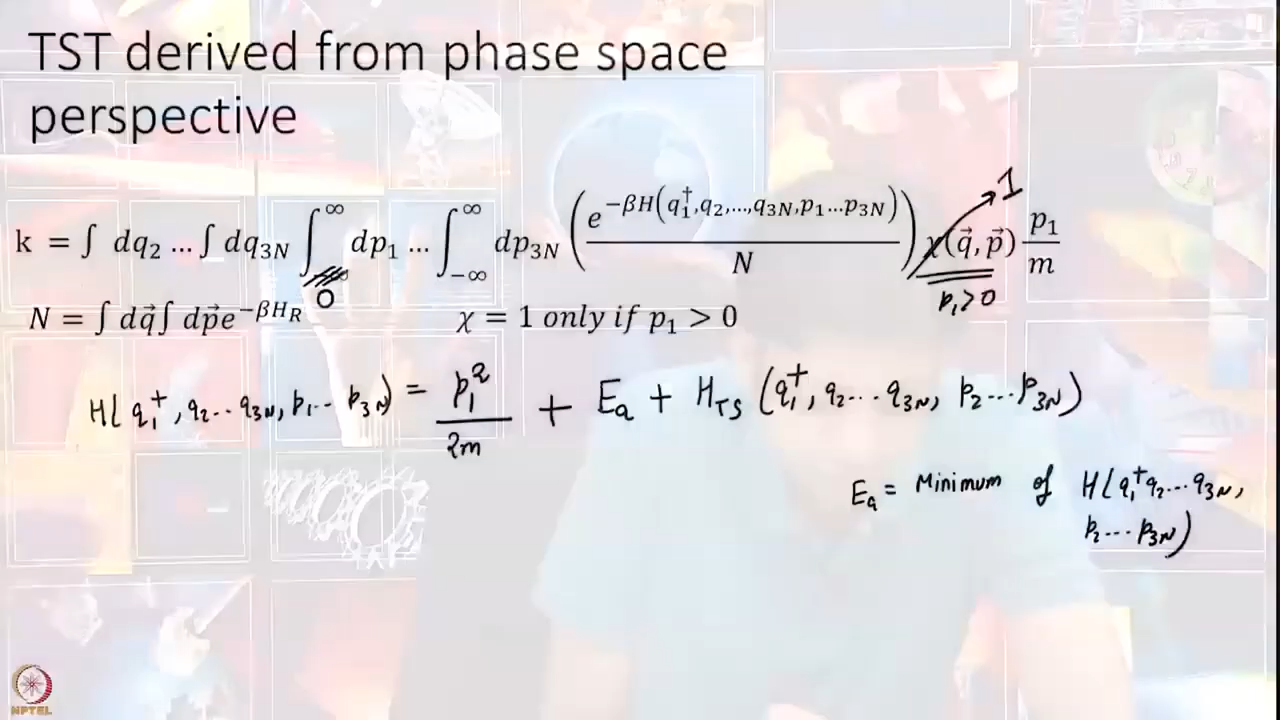 TST derived from phase space
perspective
k = ∫ dq₂ … ∫ dq₃N ∫₋∞^∞ dp₁ … ∫₋∞^∞ dp₃N (e^{−βH(q₁†,q₂,…,q₃N,p₁…p₃N)} / N) χ(q⃗, p⃗) p₁/m → 1
0
p₁>0
N = ∫ dq⃗ ∫ dp⃗ e^{−βH_R} χ = 1 only if p₁ > 0
H(q₁†, q₂..q₃N, p₁... p₃N) = p₁²/2m + Eₐ + H_TS (q₁†, q₂... q₃N, p₂...p₃N)
Eₐ = Minimum of H(q₁†q₂...q₃N,
p₂... p₃N)
NPTEL